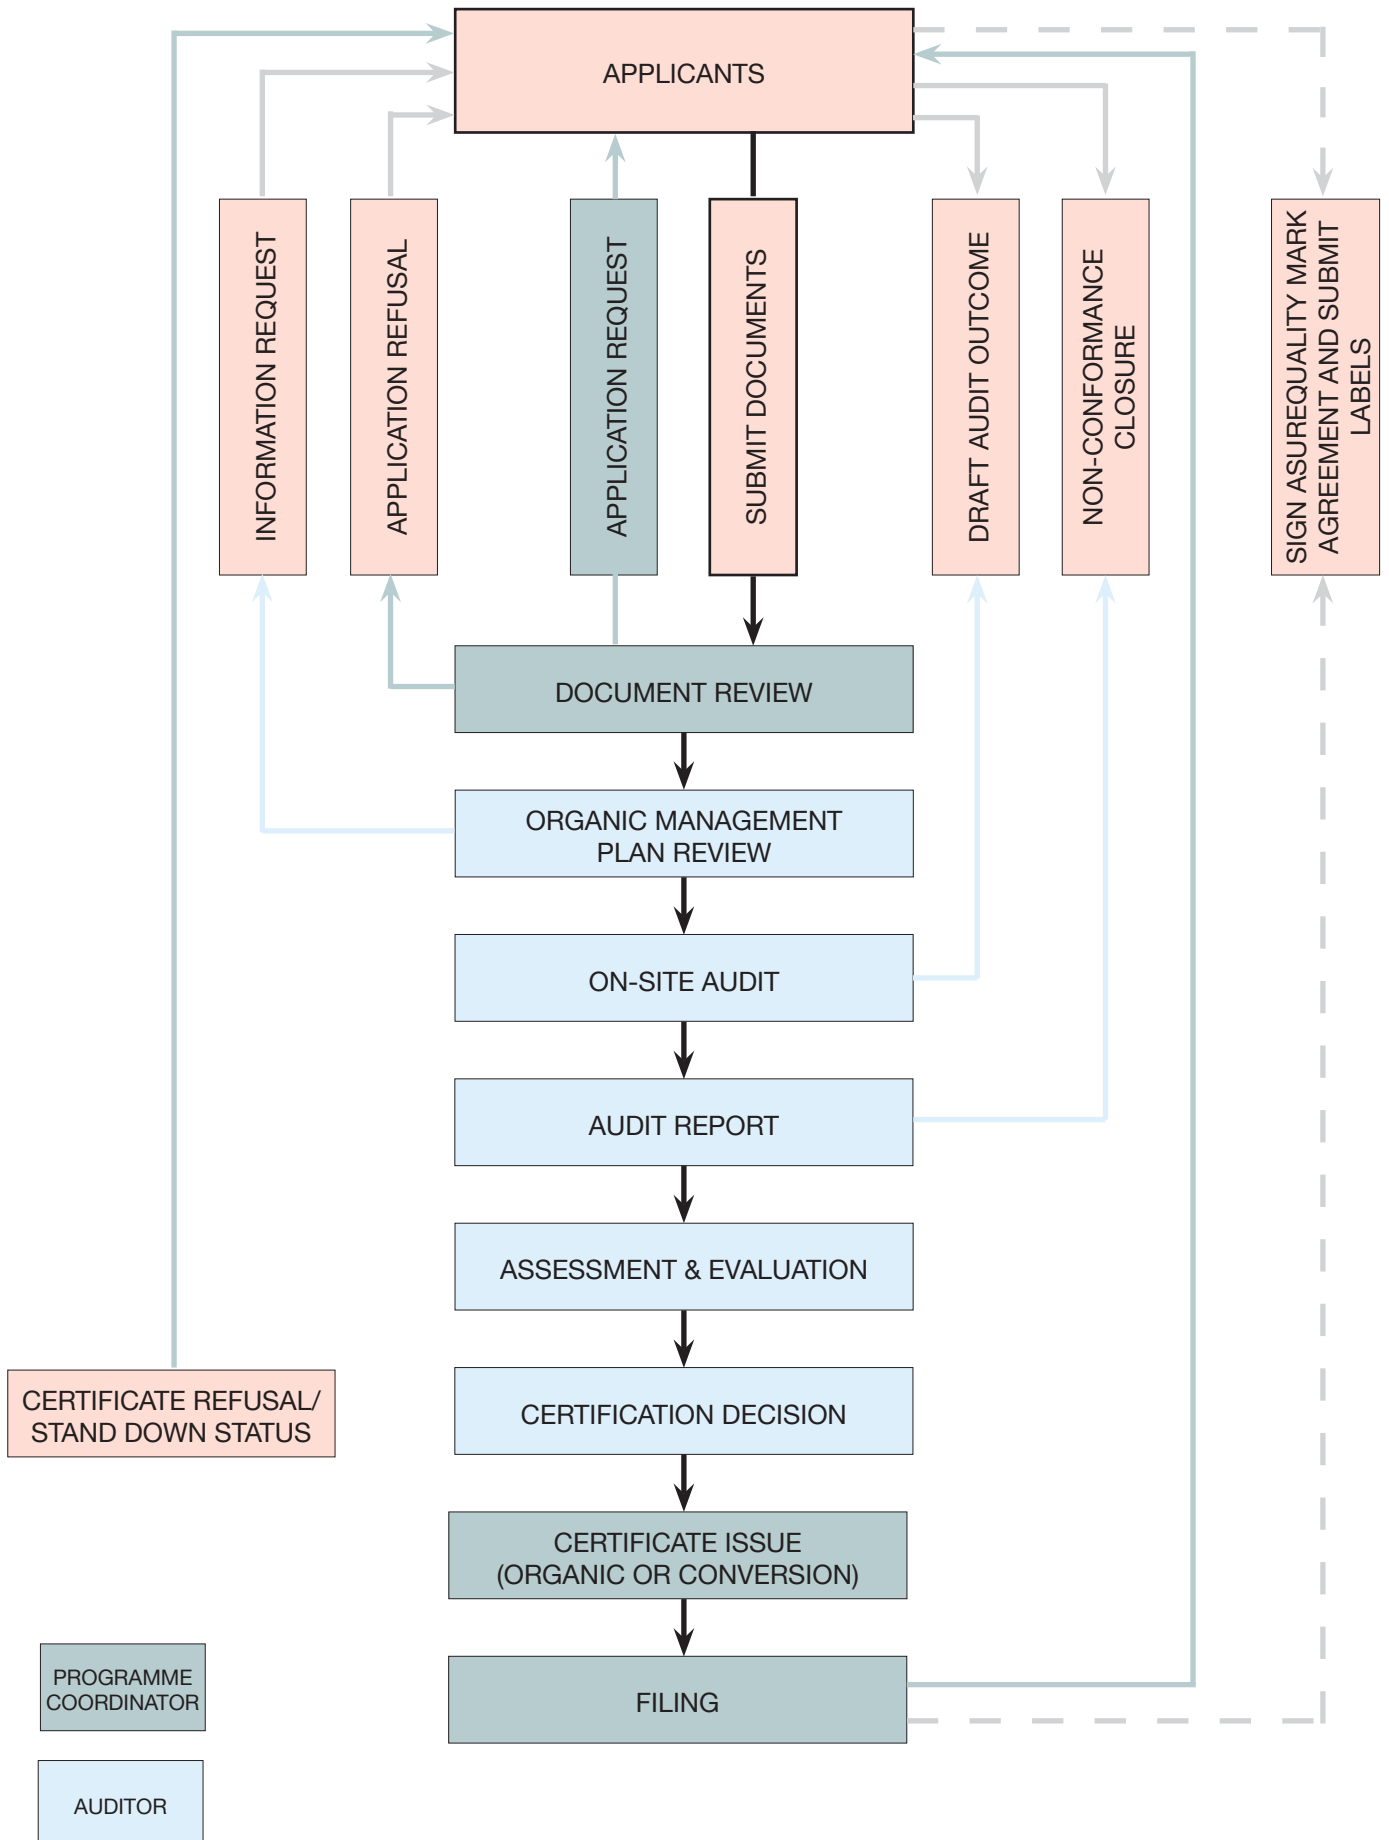 APPLICANTS
INFORMATION REQUEST
APPLICATION REFUSAL
APPLICATION REQUEST
SUBMIT DOCUMENTS
DRAFT AUDIT OUTCOME
NON-CONFORMANCE
CLOSURE
SIGN ASUREQUALITY MARK
AGREEMENT AND SUBMIT
LABELS
DOCUMENT REVIEW
ORGANIC MANAGEMENT
PLAN REVIEW
ON-SITE AUDIT
AUDIT REPORT
ASSESSMENT & EVALUATION
CERTIFICATE REFUSAL/
STAND DOWN STATUS
CERTIFICATION DECISION
CERTIFICATE ISSUE
(ORGANIC OR CONVERSION)
PROGRAMME
COORDINATOR
FILING
AUDITOR